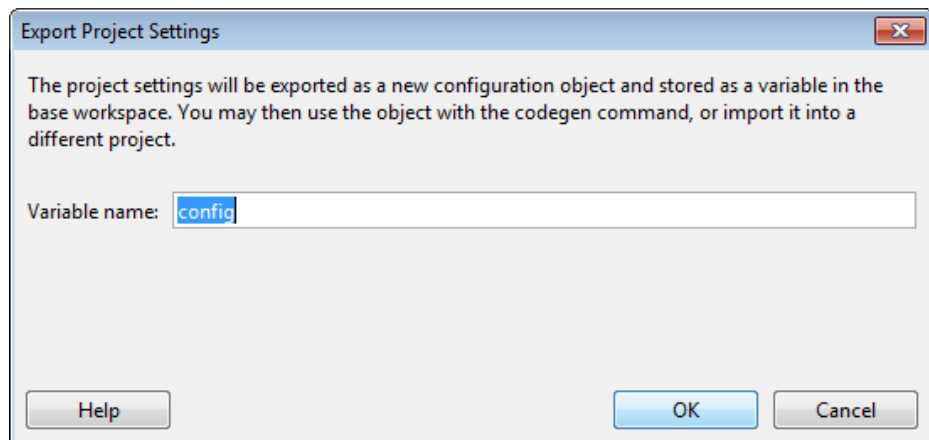 Export Project Settings
The project settings will be exported as a new configuration object and stored as a variable in the
base workspace. You may then use the object with the codegen command, or import it into a
different project.
Variable name: config
Help OK Cancel